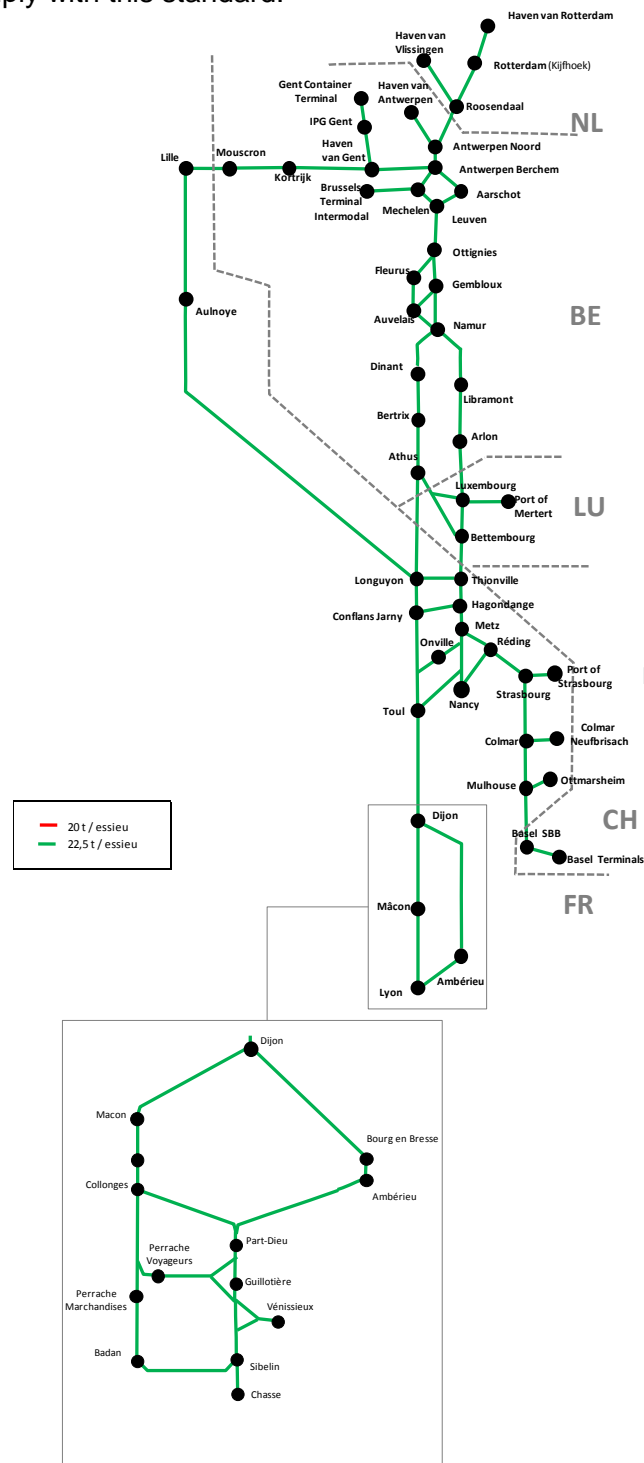 ply with this standard.
Haven van Rotterdam
Haven van
Vlissingen
Rotterdam (Kijfhoek)
Gent Container
Terminal
Haven van
Antwerpen
Roosendaal
NL
IPG Gent
Haven
van Gent
Antwerpen Noord
Lille
Mouscron
Kortrijk
Antwerpen Berchem
Brussels
Terminal
Intermodal
Mechelen
Aarschot
Leuven
Ottignies
Fleurus
Gembloux
Aulnoye
Auvelais
Namur
BE
Dinant
Libramont
Bertrix
Arlon
Athus
Luxembourg
Port of
Mertert
LU
Bettembourg
Longuyon
Thionville
Hagondange
Conflans Jarny
Metz
Réding
Onville
Port of
Strasbourg
Strasbourg
Nancy
Toul
Colmar
Colmar
Neufbrisach
Mulhouse
Ottmarsheim
20 t / essieu
22,5 t / essieu
Dijon
CH
Basel SBB
Basel Terminals
FR
Mâcon
Ambérieu
Lyon
Dijon
Macon
Bourg en Bresse
Collonges
Ambérieu
Part-Dieu
Perrache
Voyageurs
Guillotière
Perrache
Marchandises
Vénissieux
Badan
Sibelin
Chasse